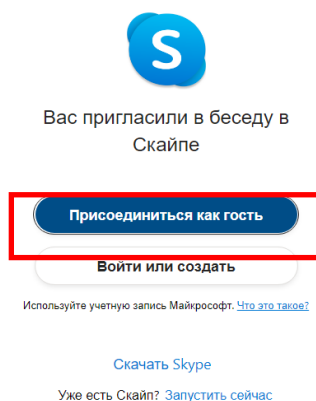 Вас пригласили в беседу в
Скайпе
Присоединиться как гость
Войти или создать
Используйте учетную запись Майкрософт. Что это такое?
Скачать Skype
Уже есть Скайп? Запустить сейчас